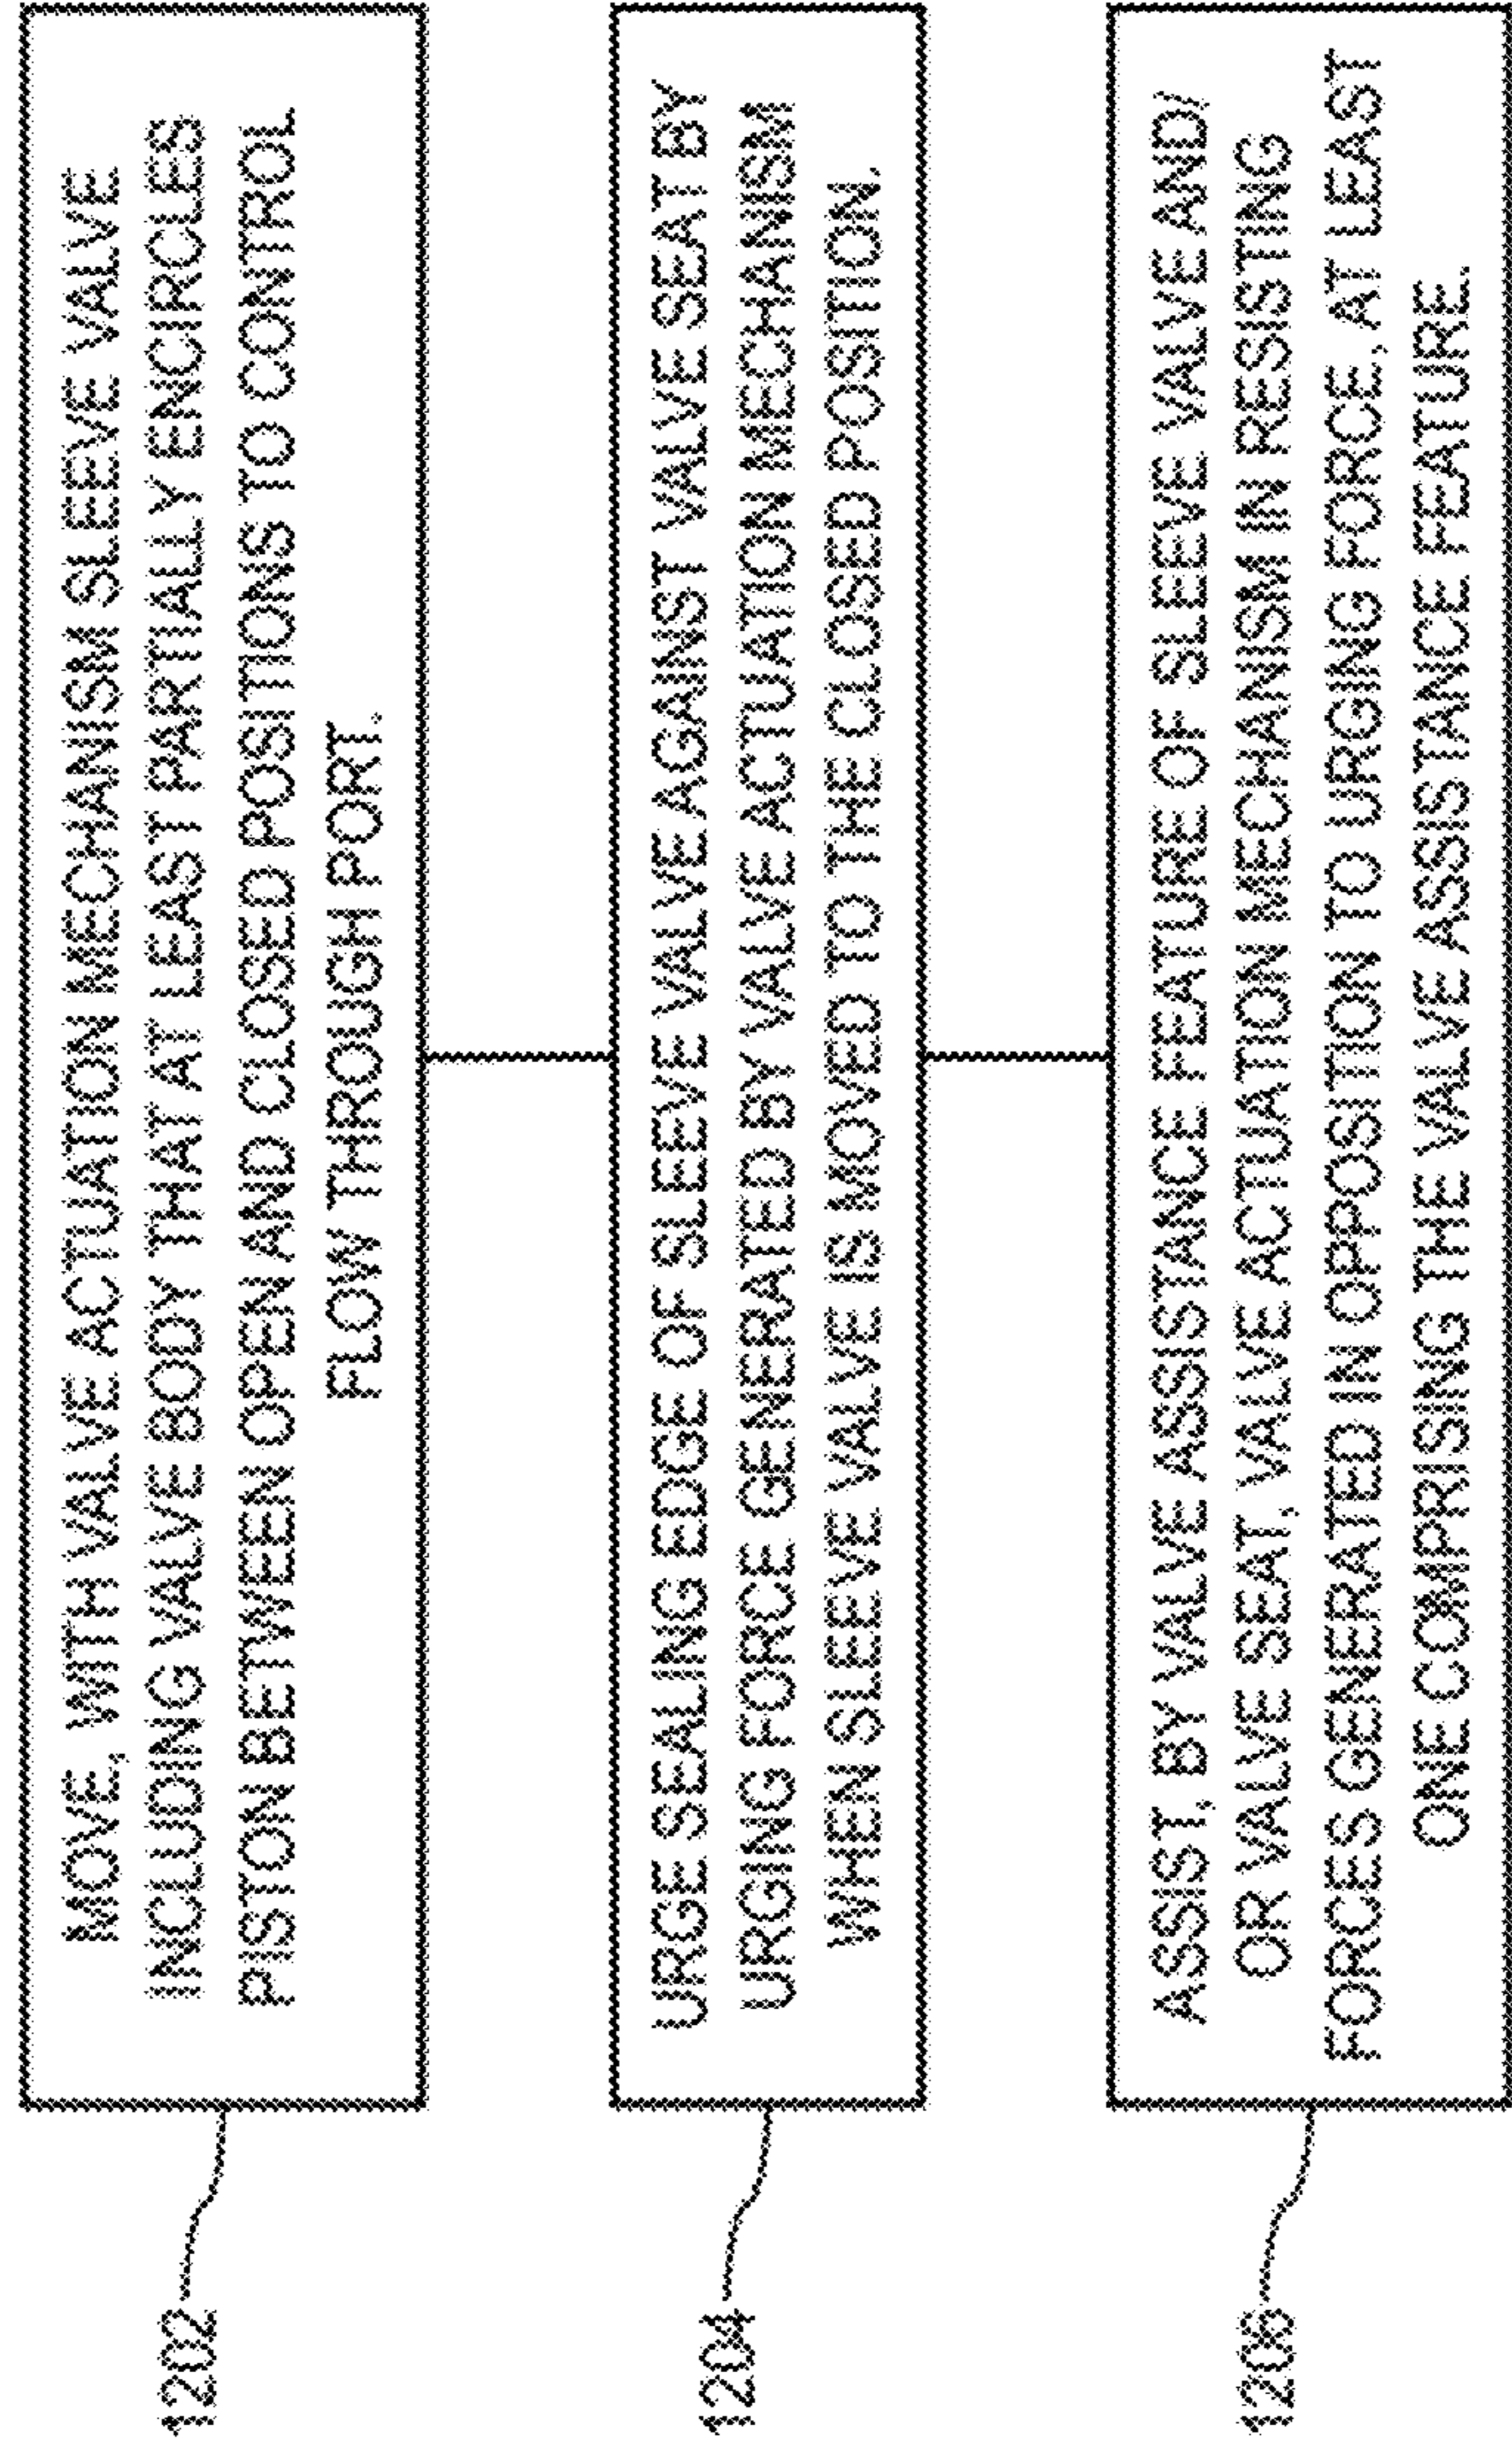 1202
MOVE, WITH VALVE ACTUATION MECHANISM SLEEVE VALVE
INCLUDING VALVE BODY THAT AT LEAST PARTIALLY ENCIRCLES
PISTON BETWEEN OPEN AND CLOSED POSITIONS TO CONTROL
FLOW THROUGH PORT.
1204
URGE SEALING EDGE OF SLEEVE VALVE AGAINST VALVE SEAT BY
URGING FORCE GENERATED BY VALVE ACTUATION MECHANISM
WHEN SLEEVE VALVE IS MOVED TO THE CLOSED POSITION.
1206
ASSIST, BY VALVE ASSISTANCE FEATURE OF SLEEVE VALVE AND/
OR VALVE SEAT, VALVE ACTUATION MECHANISM IN RESISTING
FORCES GENERATED IN OPPOSITION TO URGING FORCE, AT LEAST
ONE COMPRISING THE VALVE ASSISTANCE FEATURE.